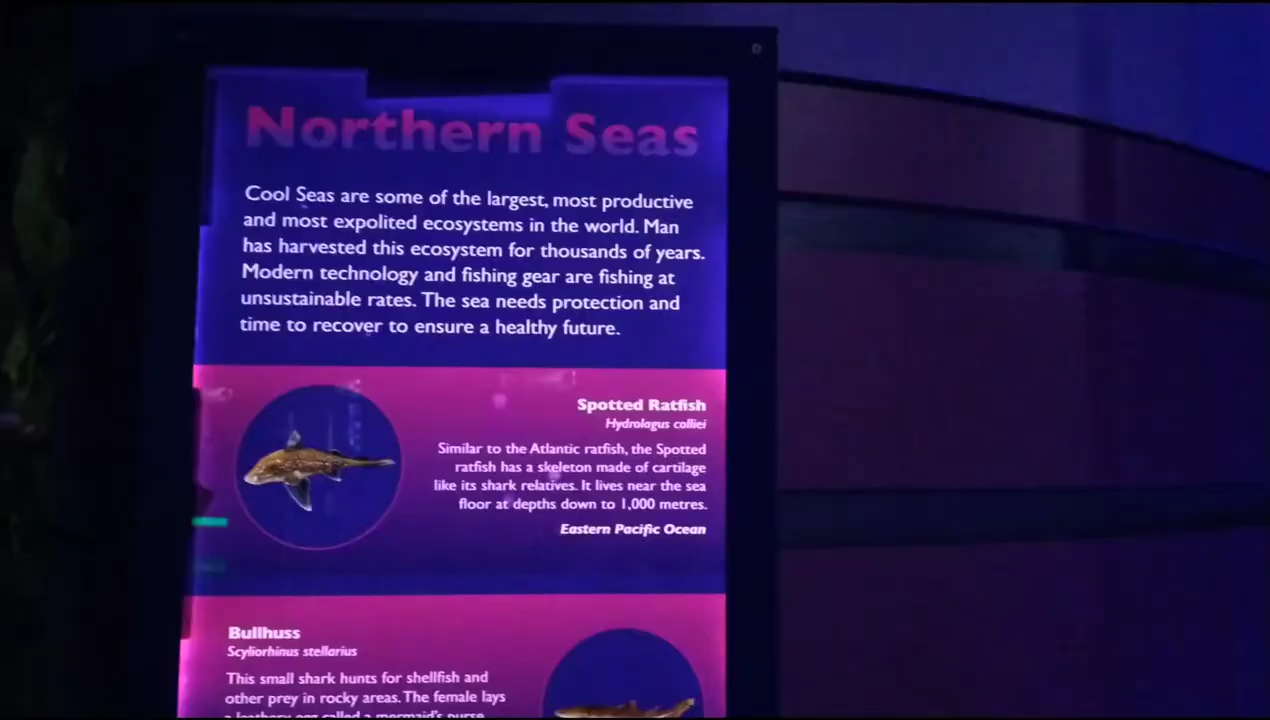 Northern Seas
Cool Seas are some of the largest, most productive
and most expolited ecosystems in the world. Man
has harvested this ecosystem for thousands of years.
Modern technology and fishing gear are fishing at
unsustainable rates. The sea needs protection and
time to recover to ensure a healthy future.
Spotted Ratfish
Hydrolagus colliei
Similar to the Atlantic ratfish, the Spotted
ratfish has a skeleton made of cartilage
like its shark relatives. It lives near the sea
floor at depths down to 1,000 metres.
Eastern Pacific Ocean
Bullhuss
Scyliorhinus stellarius
This small shark hunts for shellfish and
other prey in rocky areas. The female lays
a leathery egg called a mermaid's purse